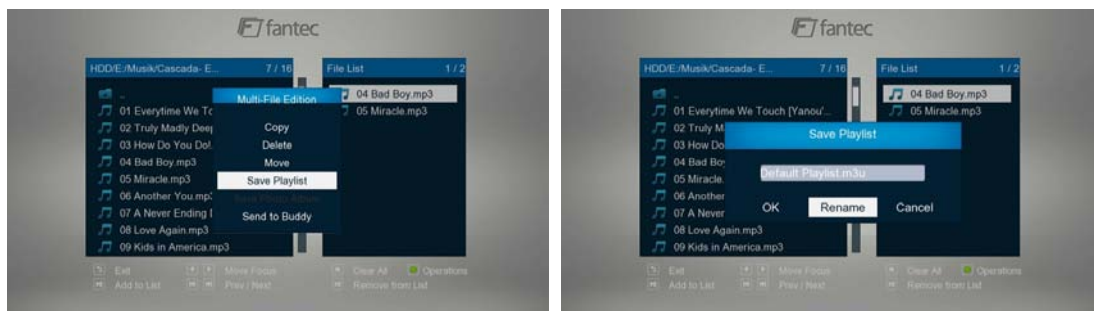 fantec
HDD/E:/Musik/Cascada- E... 7 / 16
File List 1 / 2
..
01 Everytime We To
02 Truly Madly Deep
03 How Do You Do!.
04 Bad Boy.mp3
05 Miracle.mp3
06 Another You.mp3
07 A Never Ending
08 Love Again.mp3
09 Kids in America.mp3
Multi-File Edition
Copy
Delete
Move
Save Playlist
Save Photo Album
Send to Buddy
04 Bad Boy.mp3
05 Miracle.mp3
Exit Move Focus Clear All Operations
Add to List Prev | Next Remove from List
fantec
HDD/E:/Musik/Cascada- E... 7 / 16
File List 1 / 2
..
01 Everytime We Touch [Yanou'...
02 Truly M
03 How Do
04 Bad Boy
05 Miracle.
06 Another
07 A Never
08 Love Again.mp3
09 Kids in America.mp3
Save Playlist
Default Playlist.m3u
OK Rename Cancel
04 Bad Boy.mp3
05 Miracle.mp3
Exit Move Focus Clear All Operations
Add to List Prev | Next Remove from List